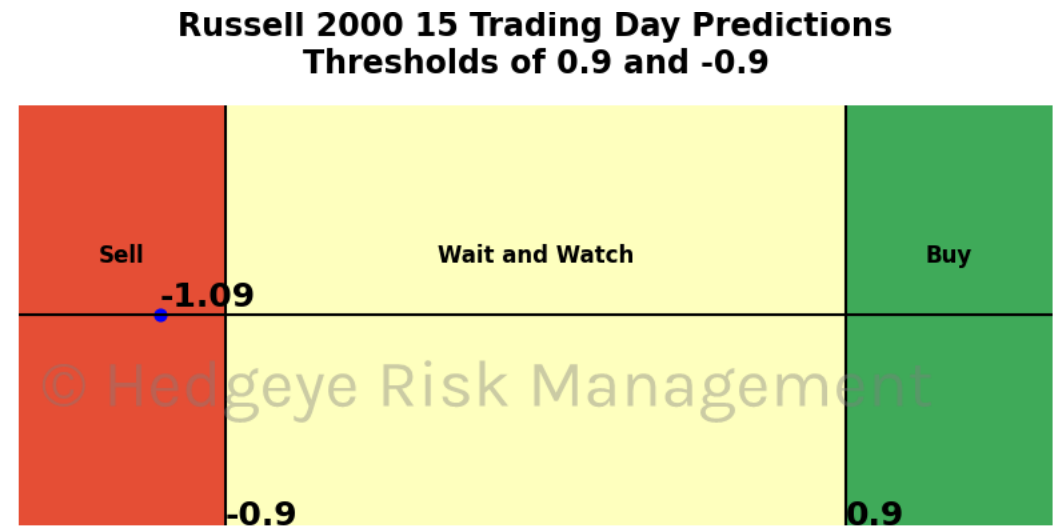 Russell 2000 15 Trading Day Predictions
Thresholds of 0.9 and -0.9
Sell
Wait and Watch
Buy
-1.09
© Hedgeye Risk Management
-0.9
0.9